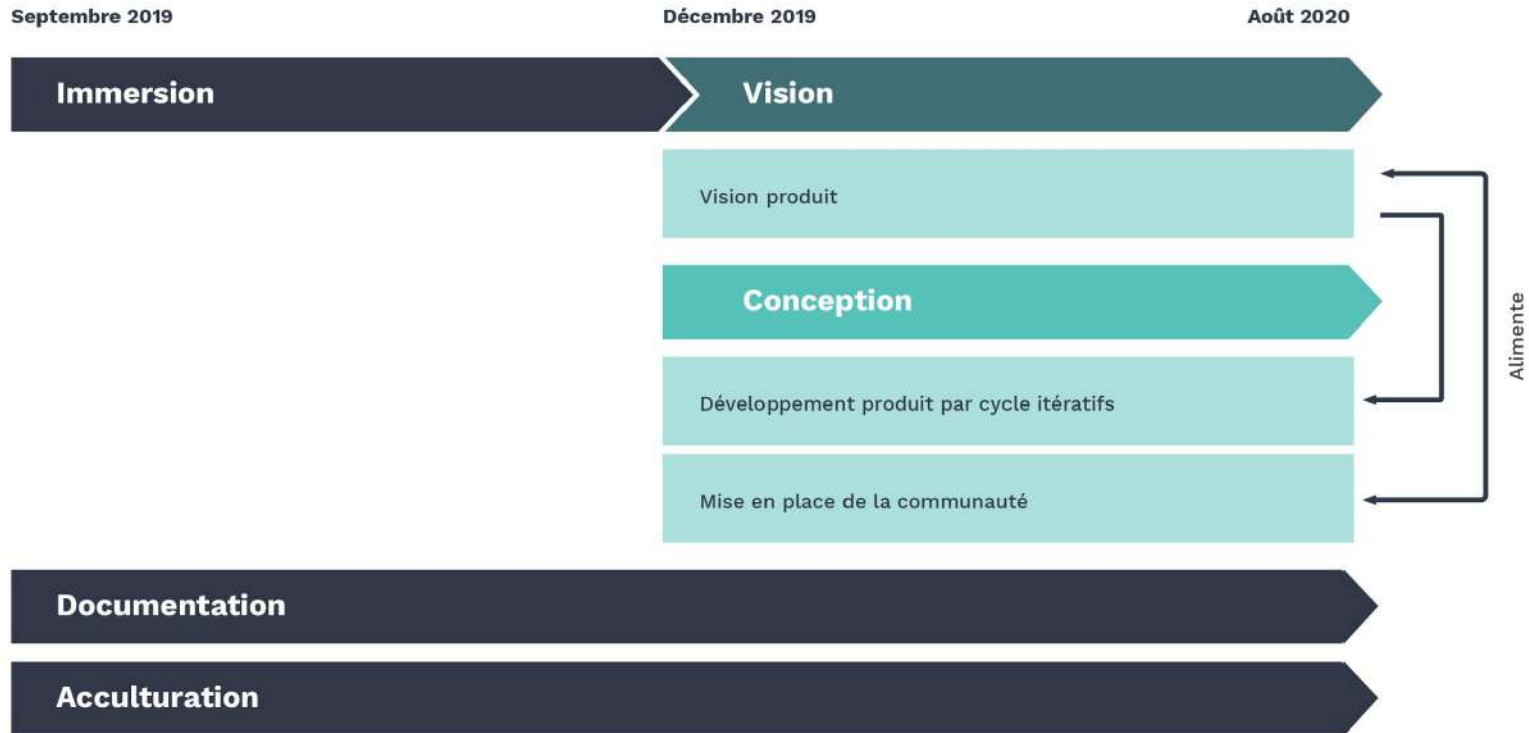 Septembre 2019
Décembre 2019
Août 2020
Immersion
Vision
Vision produit
Conception
Développement produit par cycle itératifs
Mise en place de la communauté
Alimente
Documentation
Acculturation